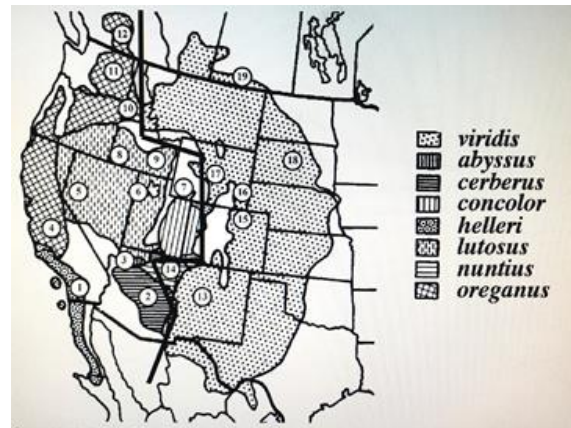 12
11
19
10
8
9
18
17
7
5
6
16
15
4
3
14
1
2
13
viridis
abyssus
cerberus
concolor
helleri
lutosus
nuntius
oreganus